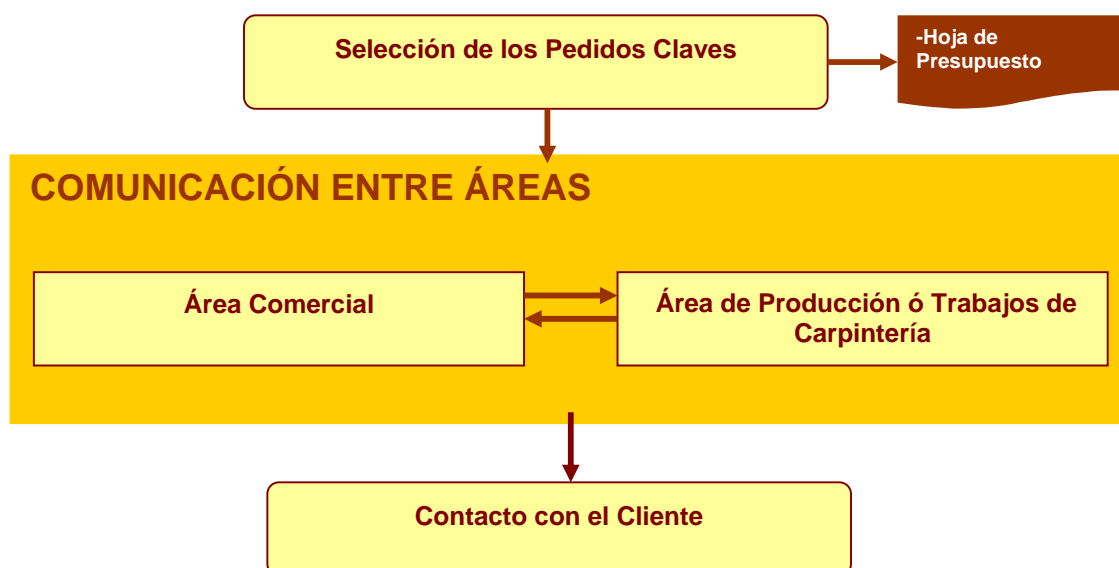 Selección de los Pedidos Claves
-Hoja de
Presupuesto
COMUNICACIÓN ENTRE ÁREAS
Área Comercial
Área de Producción ó Trabajos de
Carpintería
Contacto con el Cliente